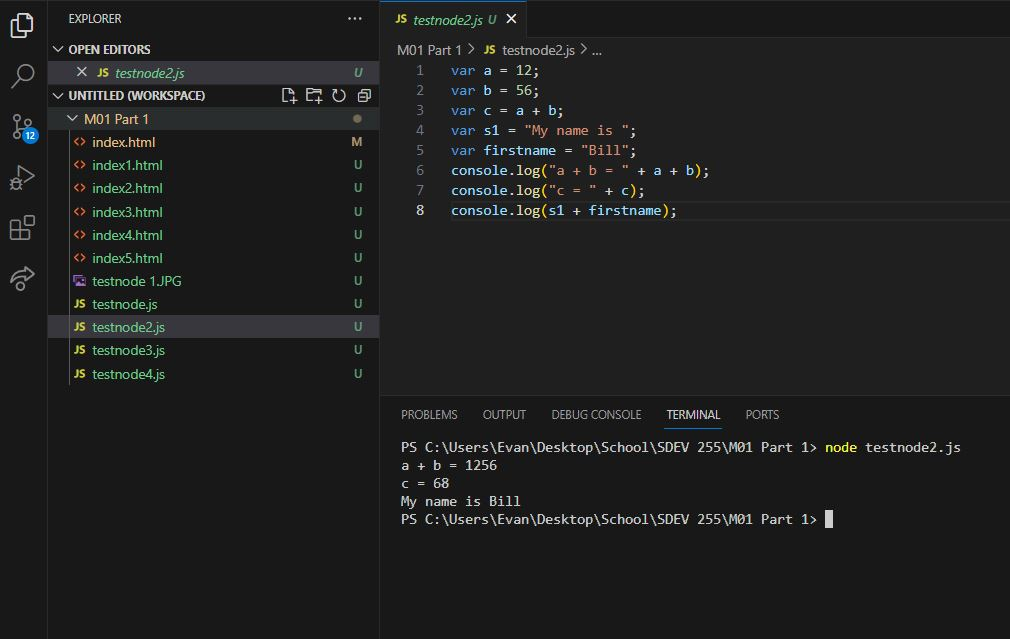 EXPLORER
...
OPEN EDITORS
JS testnode2.js U
UNTITLED (WORKSPACE)
M01 Part 1
<> index.html M
<> index1.html U
<> index2.html U
<> index3.html U
<> index4.html U
<> index5.html U
testnode 1.JPG U
JS testnode.js U
JS testnode2.js U
JS testnode3.js U
JS testnode4.js U
12
JS testnode2.js U
M01 Part 1 > JS testnode2.js > ...
1 var a = 12;
2 var b = 56;
3 var c = a + b;
4 var s1 = "My name is ";
5 var firstname = "Bill";
6 console.log("a + b = " + a + b);
7 console.log("c = " + c);
8 console.log(s1 + firstname);
PROBLEMS OUTPUT DEBUG CONSOLE TERMINAL PORTS
PS C:\Users\Evan\Desktop\School\SDEV 255\M01 Part 1> node testnode2.js
a + b = 1256
c = 68
My name is Bill
PS C:\Users\Evan\Desktop\School\SDEV 255\M01 Part 1>